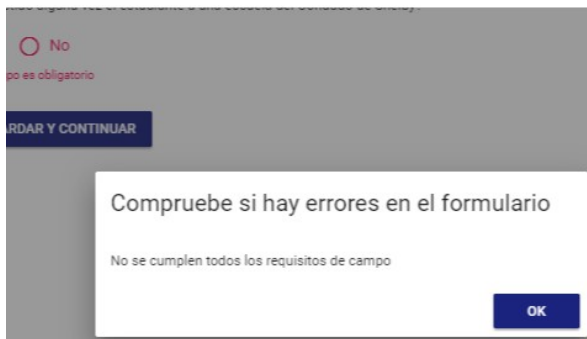 No
po es obligatorio
RDAR Y CONTINUAR
Compruebe si hay errores en el formulario
No se cumplen todos los requisitos de campo
OK